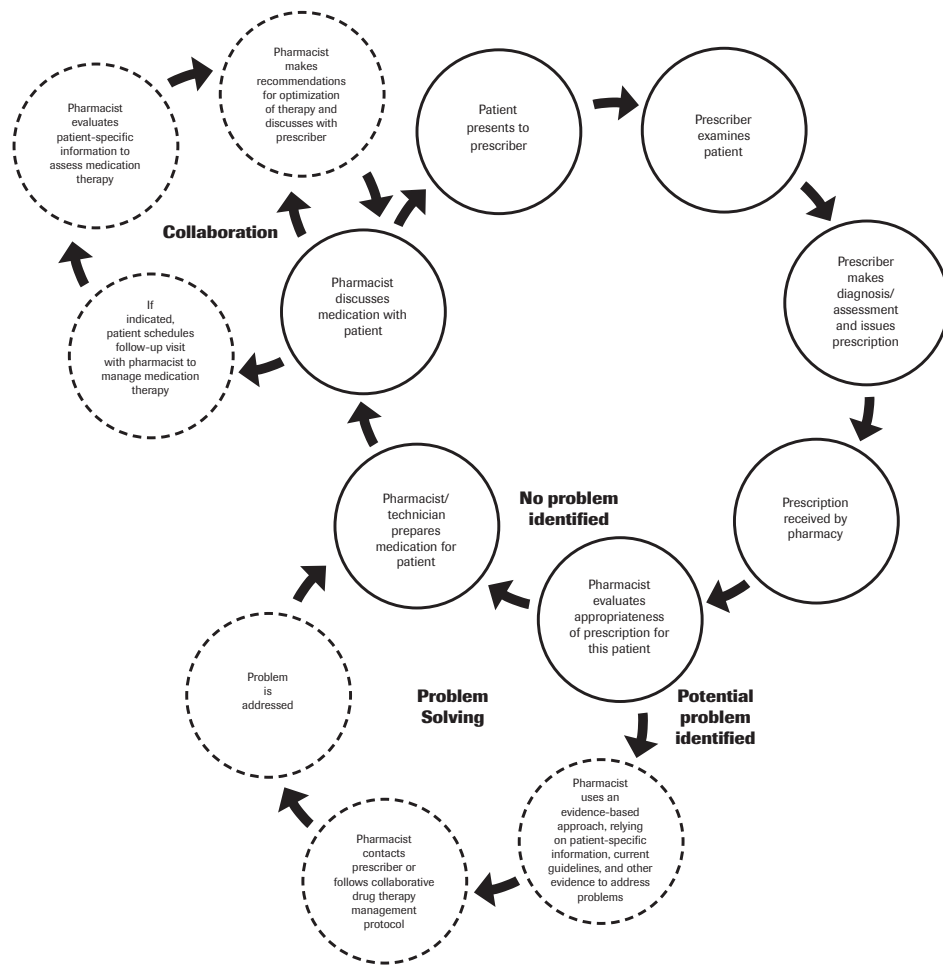 Pharmacist
makes
recommendations
for optimization
of therapy and
discusses with
prescriber
Pharmacist
evaluates
patient-specific
information to
assess medication
therapy
Patient
presents to
prescriber
Prescriber
examines
patient
Collaboration
Pharmacist
discusses
medication with
patient
Prescriber
makes
diagnosis/
assessment
and issues
prescription
If
indicated,
patient schedules
follow-up visit
with pharmacist to
manage medication
therapy
Pharmacist/
technician
prepares
medication for
patient
No problem
identified
Prescription
received by
pharmacy
Pharmacist
evaluates
appropriateness
of prescription for
this patient
Problem
is
addressed
Problem
Solving
Potential
problem
identified
Pharmacist
uses an
evidence-based
approach, relying
on patient-specific
information, current
guidelines, and other
evidence to address
problems
Pharmacist
contacts
prescriber or
follows collaborative
drug therapy
management
protocol